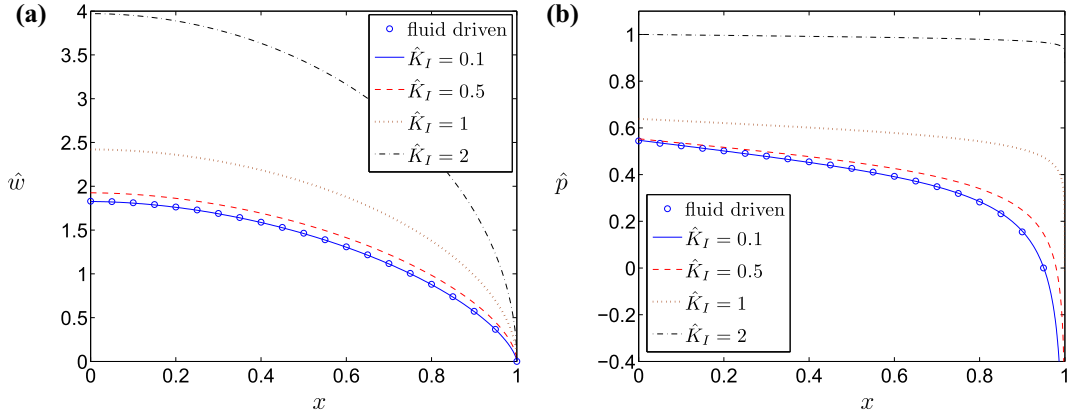 (a)
4
3.5
3
2.5
2
1.5
1
0.5
0
ŵ
0 0.2 0.4 0.6 0.8 1
x
fluid driven
K̂_I = 0.1
K̂_I = 0.5
K̂_I = 1
K̂_I = 2
(b)
1
0.8
0.6
0.4
0.2
0
−0.2
−0.4
p̂
0 0.2 0.4 0.6 0.8 1
x
fluid driven
K̂_I = 0.1
K̂_I = 0.5
K̂_I = 1
K̂_I = 2